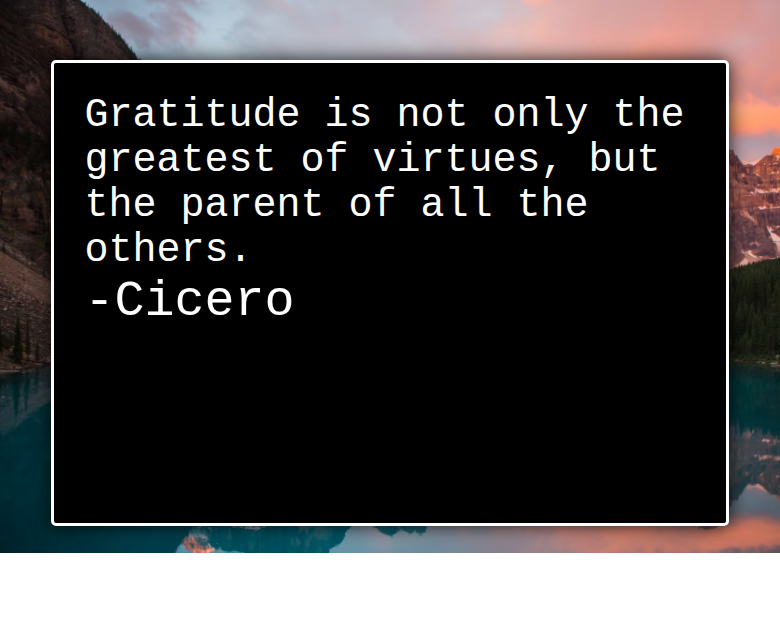 Gratitude is not only the
greatest of virtues, but
the parent of all the
others.
-Cicero